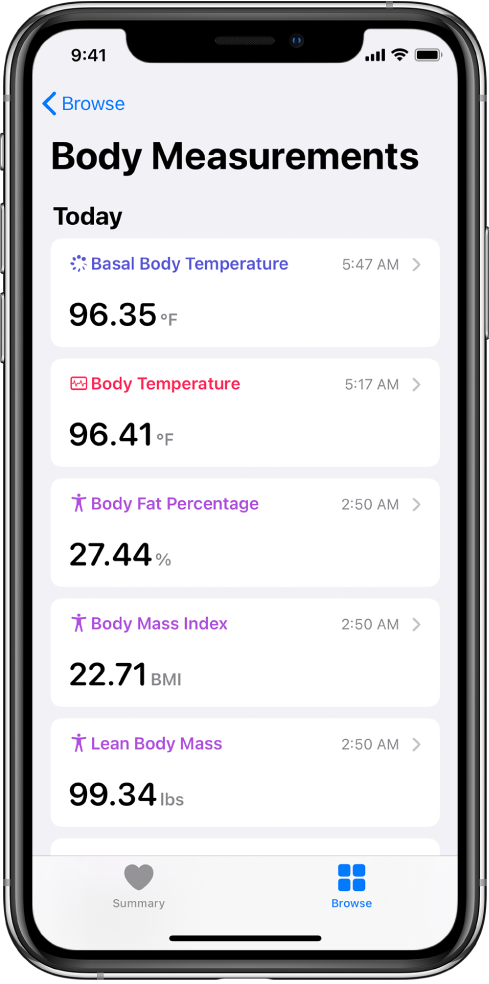 9:41
Browse
Body Measurements
Today
Basal Body Temperature 5:47 AM
96.35 °F
Body Temperature 5:17 AM
96.41 °F
Body Fat Percentage 2:50 AM
27.44 %
Body Mass Index 2:50 AM
22.71 BMI
Lean Body Mass 2:50 AM
99.34 lbs
Summary Browse